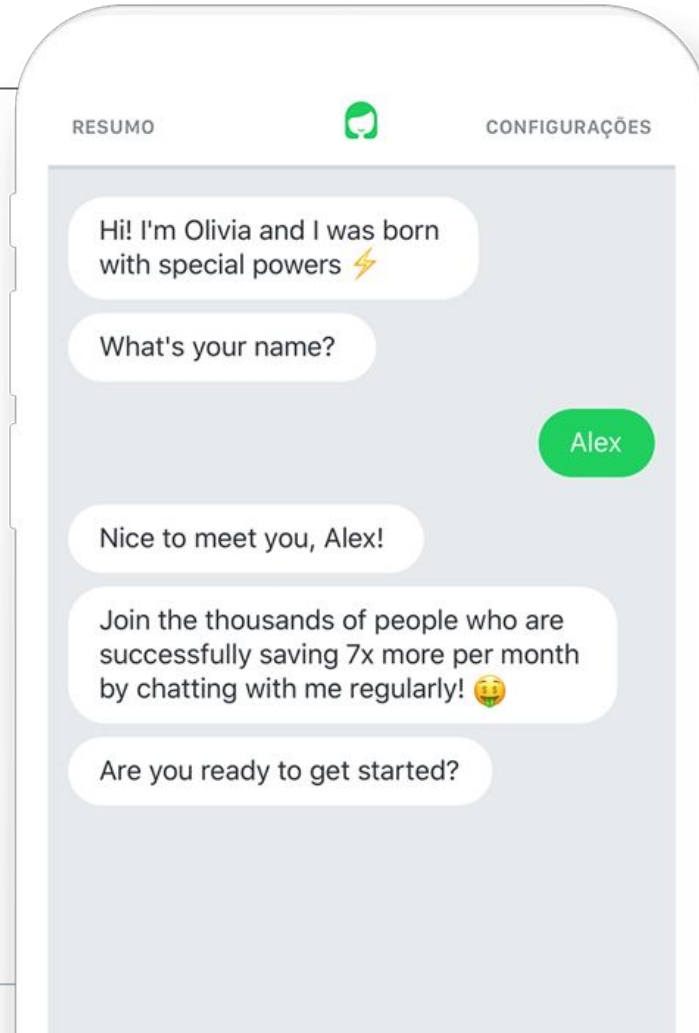 RESUMO
CONFIGURAÇÕES
Hi! I'm Olivia and I was born
with special powers ⚡
What's your name?
Alex
Nice to meet you, Alex!
Join the thousands of people who are
successfully saving 7x more per month
by chatting with me regularly! 🤑
Are you ready to get started?